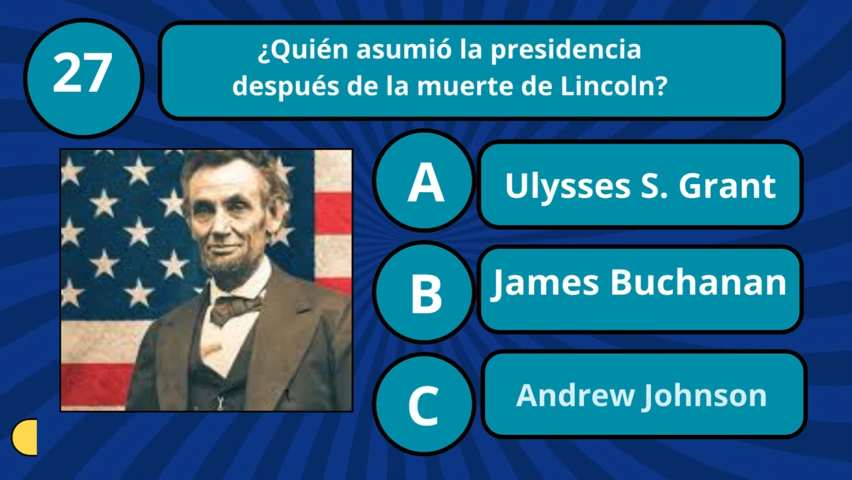 27
¿Quién asumió la presidencia
después de la muerte de Lincoln?
A
Ulysses S. Grant
B
James Buchanan
C
Andrew Johnson